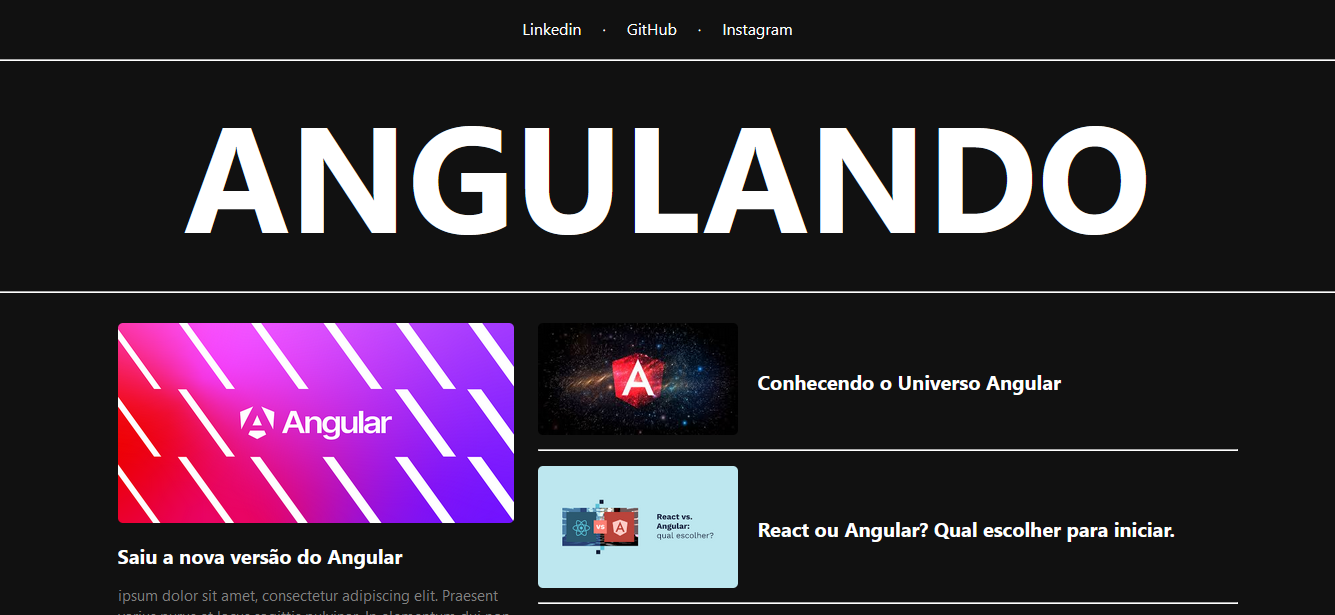 Linkedin · GitHub · Instagram
ANGULANDO
Angular
Saiu a nova versão do Angular
ipsum dolor sit amet, consectetur adipiscing elit. Praesent
A
Conhecendo o Universo Angular
VS
A
React vs.
Angular:
qual escolher?
React ou Angular? Qual escolher para iniciar.